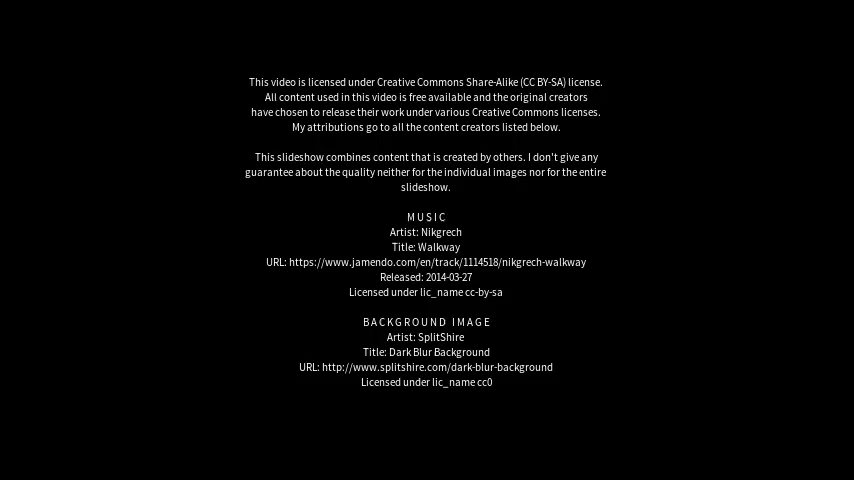 This video is licensed under Creative Commons Share-Alike (CC BY-SA) license.
All content used in this video is free available and the original creators
have chosen to release their work under various Creative Commons licenses.
My attributions go to all the content creators listed below.
This slideshow combines content that is created by others. I don't give any
guarantee about the quality neither for the individual images nor for the entire
slideshow.
M U S I C
Artist: Nikgrech
Title: Walkway
URL: https://www.jamendo.com/en/track/1114518/nikgrech-walkway
Released: 2014-03-27
Licensed under lic_name cc-by-sa
B A C K G R O U N D   I M A G E
Artist: SplitShire
Title: Dark Blur Background
URL: http://www.splitshire.com/dark-blur-background
Licensed under lic_name cc0